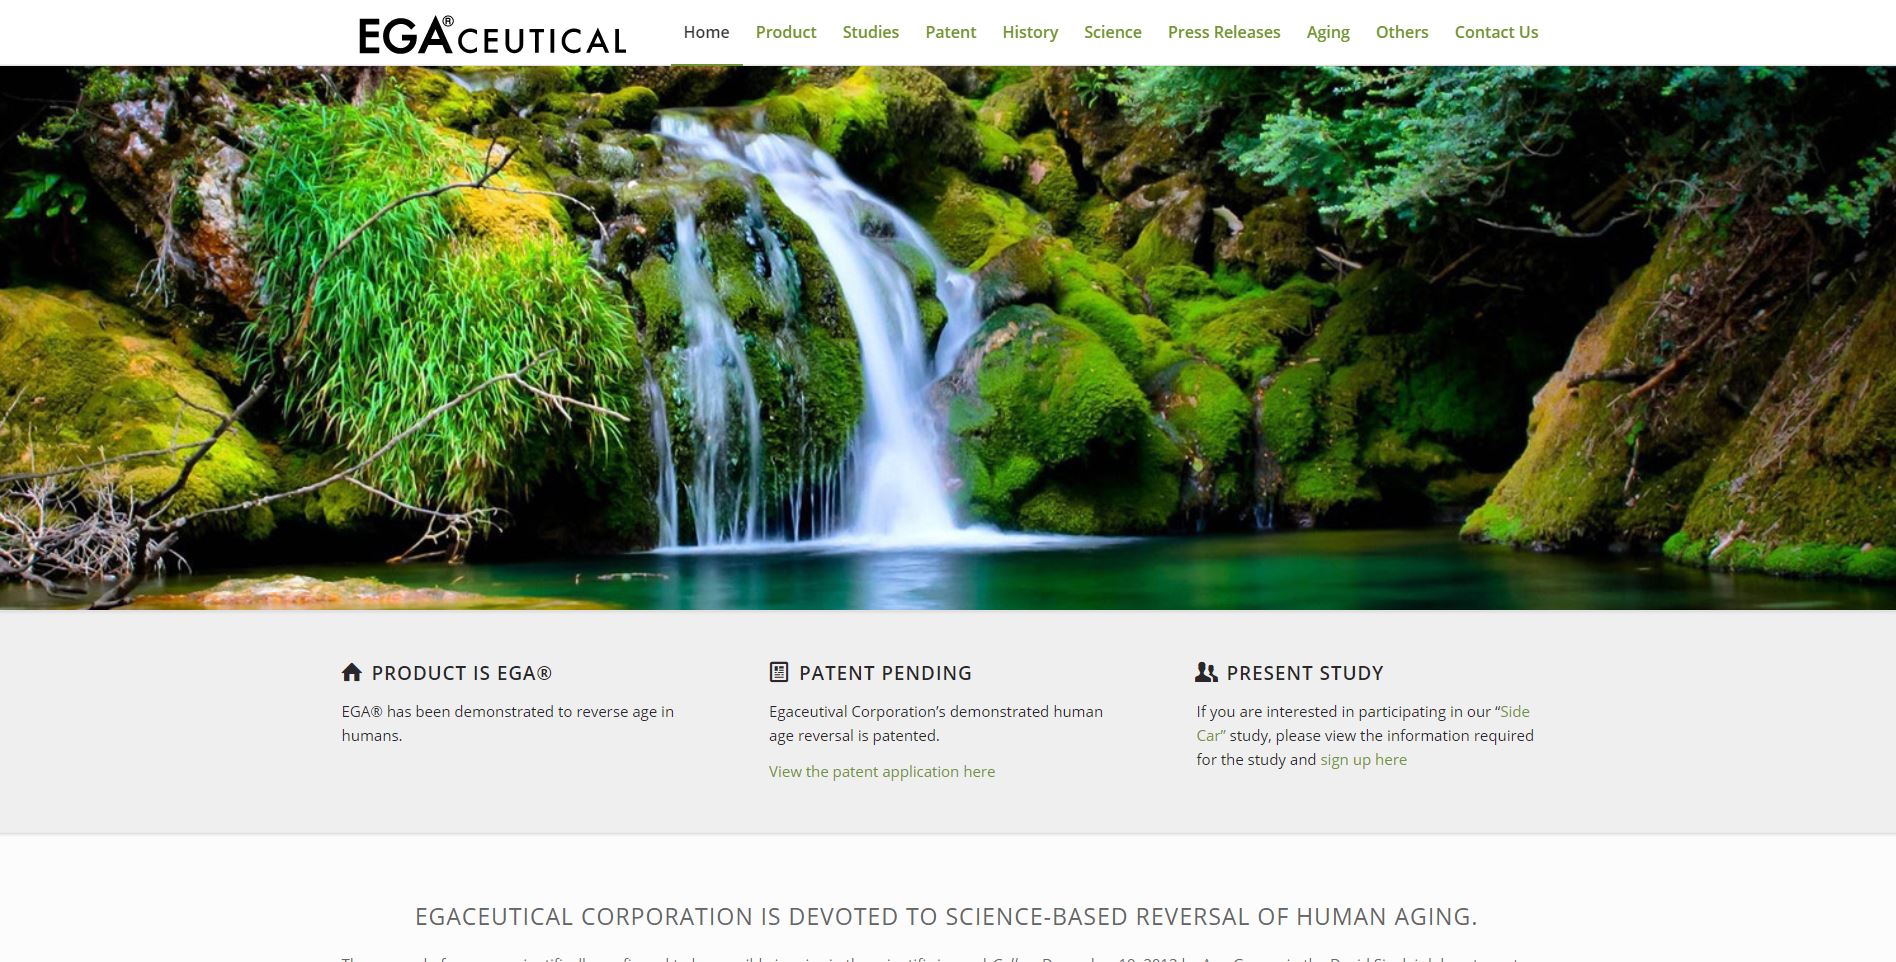 EGA®CEUTICAL
Home Product Studies Patent History Science Press Releases Aging Others Contact Us
PRODUCT IS EGA®
EGA® has been demonstrated to reverse age in
humans.
PATENT PENDING
Egaceutival Corporation’s demonstrated human
age reversal is patented.
View the patent application here
PRESENT STUDY
If you are interested in participating in our “Side
Car” study, please view the information required
for the study and sign up here
EGACEUTICAL CORPORATION IS DEVOTED TO SCIENCE-BASED REVERSAL OF HUMAN AGING.